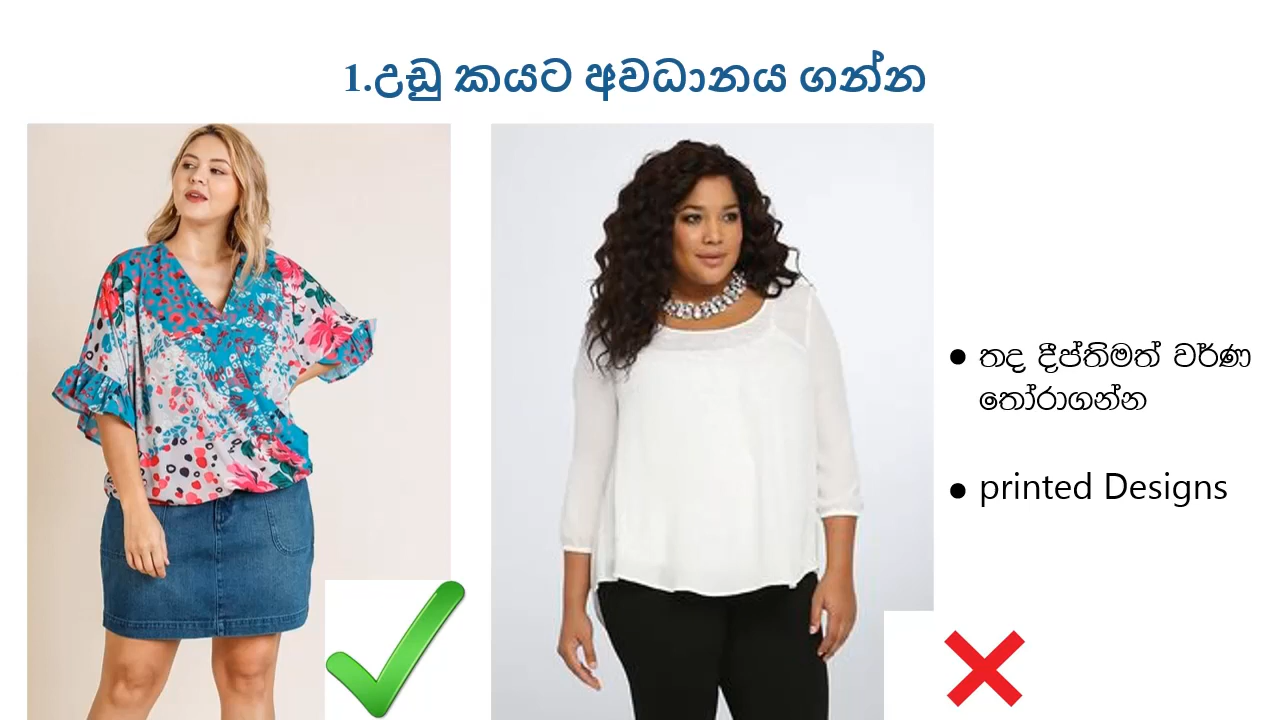 1.උඩු කයට අවධානය ගන්න
• තද දීප්තිමත් වර්ණ
තෝරාගන්න
• printed Designs